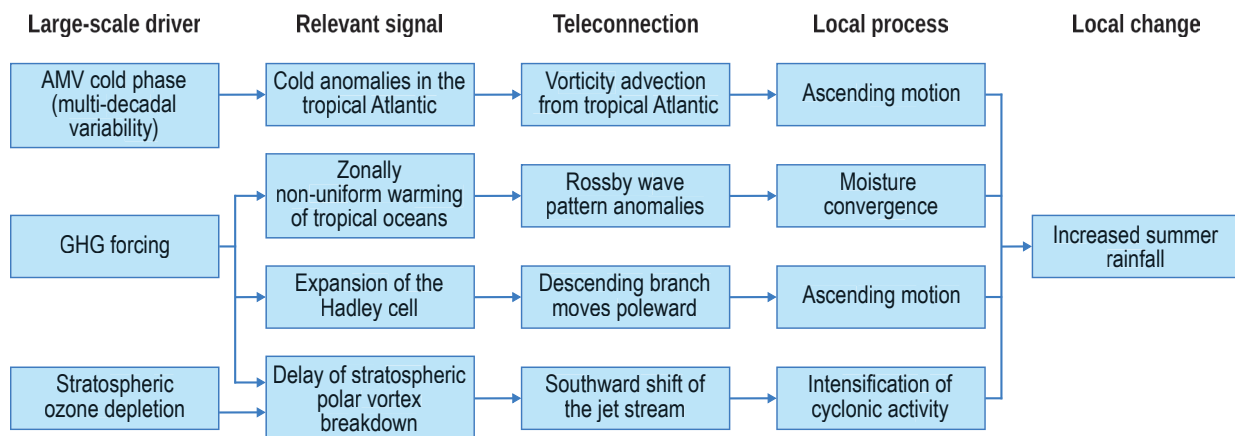 Large-scale driver
Relevant signal
Teleconnection
Local process
Local change
AMV cold phase
(multi-decadal
variability)
Cold anomalies in the
tropical Atlantic
Vorticity advection
from tropical Atlantic
Ascending motion
GHG forcing
Zonally
non-uniform warming
of tropical oceans
Rossby wave
pattern anomalies
Moisture
convergence
Increased summer
rainfall
Expansion of the
Hadley cell
Descending branch
moves poleward
Ascending motion
Stratospheric
ozone depletion
Delay of stratospheric
polar vortex
breakdown
Southward shift of
the jet stream
Intensification of
cyclonic activity